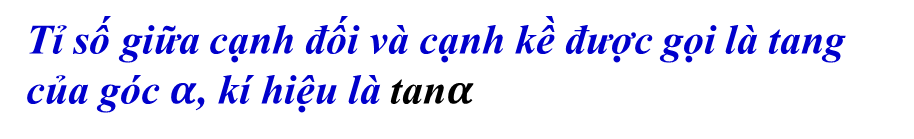 Tỉ số giữa cạnh đối và cạnh kề được gọi là tang
của góc α, kí hiệu là tanα